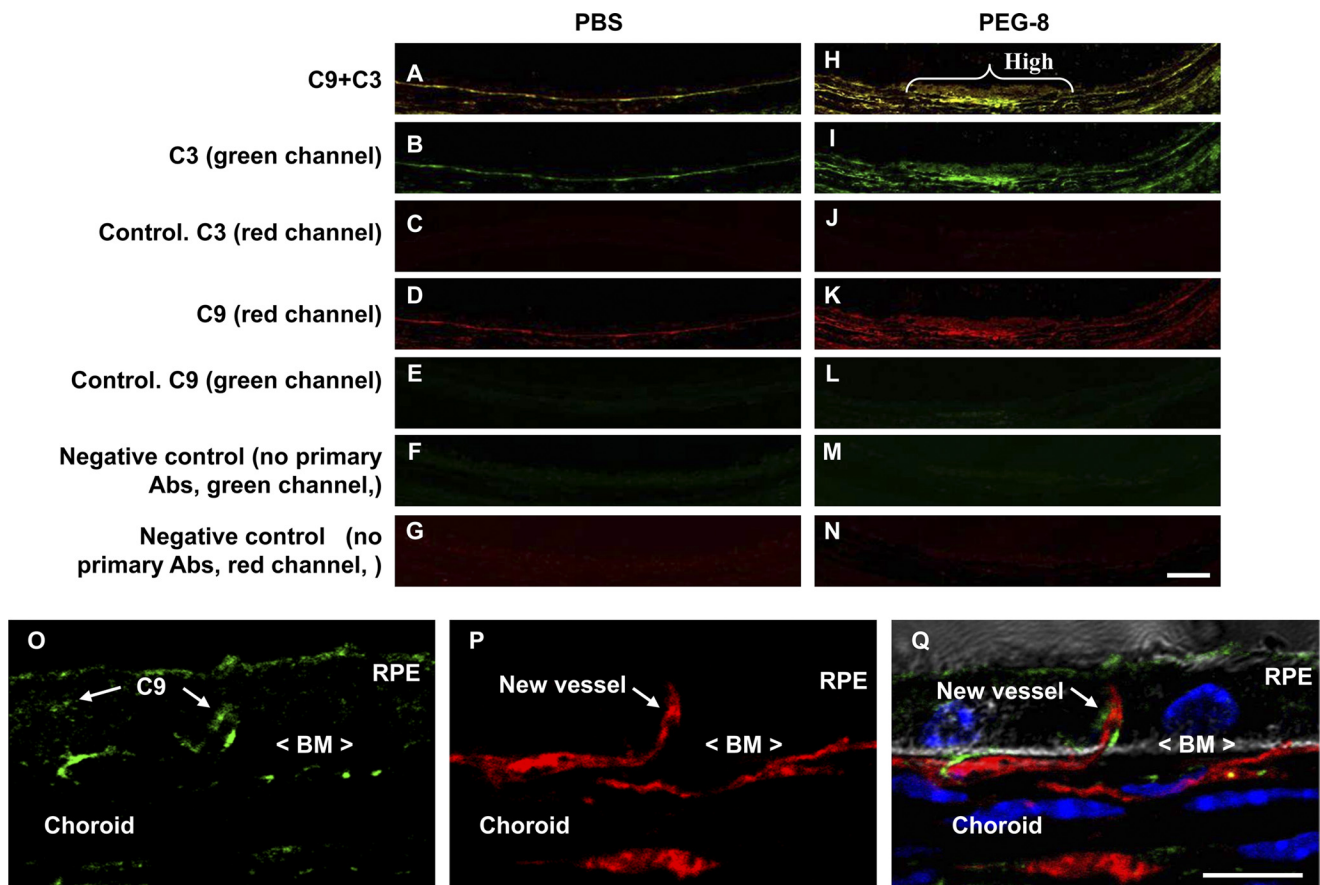 PBS
PEG-8
C9+C3
A
H
High
C3 (green channel)
B
I
Control. C3 (red channel)
C
J
C9 (red channel)
D
K
Control. C9 (green channel)
E
L
Negative control (no primary
Abs, green channel,)
F
M
Negative control (no
primary Abs, red channel, )
G
N
O
RPE
C9
< BM >
Choroid
P
New vessel
RPE
< BM >
Choroid
Q
New vessel
RPE
< BM >
Choroid